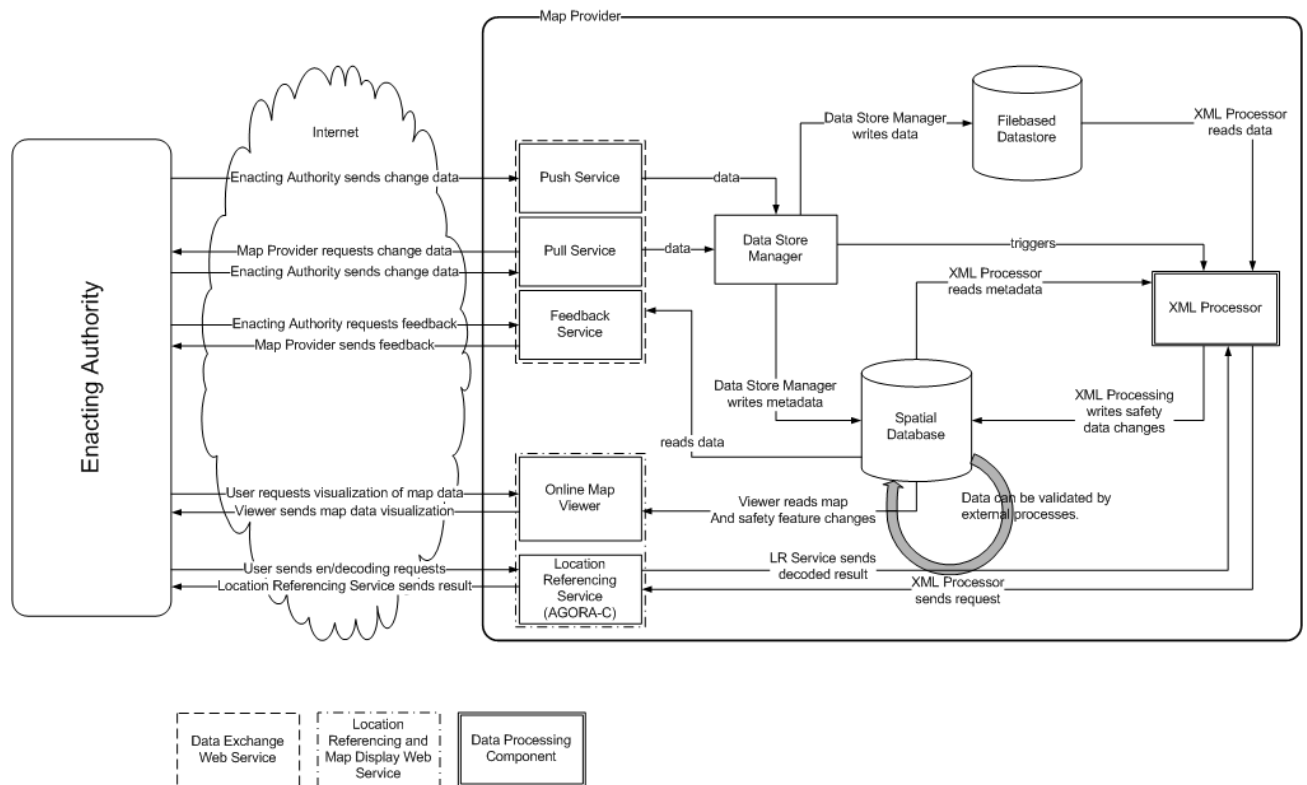 Map Provider
Internet
Enacting Authority
Enacting Authority sends change data
Map Provider requests change data
Enacting Authority sends change data
Enacting Authority requests feedback
Map Provider sends feedback
User requests visualization of map data
Viewer sends map data visualization
User sends en/decoding requests
Location Referencing Service sends result
Push Service
Pull Service
Feedback
Service
Online Map
Viewer
Location
Referencing
Service
(AGORA-C)
data
data
Data Store
Manager
Data Store Manager
writes data
Filebased
Datastore
XML Processor
reads data
triggers
XML Processor
reads metadata
XML Processor
Data Store Manager
writes metadata
Spatial
Database
XML Processing
writes safety
data changes
reads data
Viewer reads map
And safety feature changes
Data can be validated by
external processes.
LR Service sends
decoded result
XML Processor
sends request
Data Exchange
Web Service
Location
Referencing and
Map Display Web
Service
Data Processing
Component